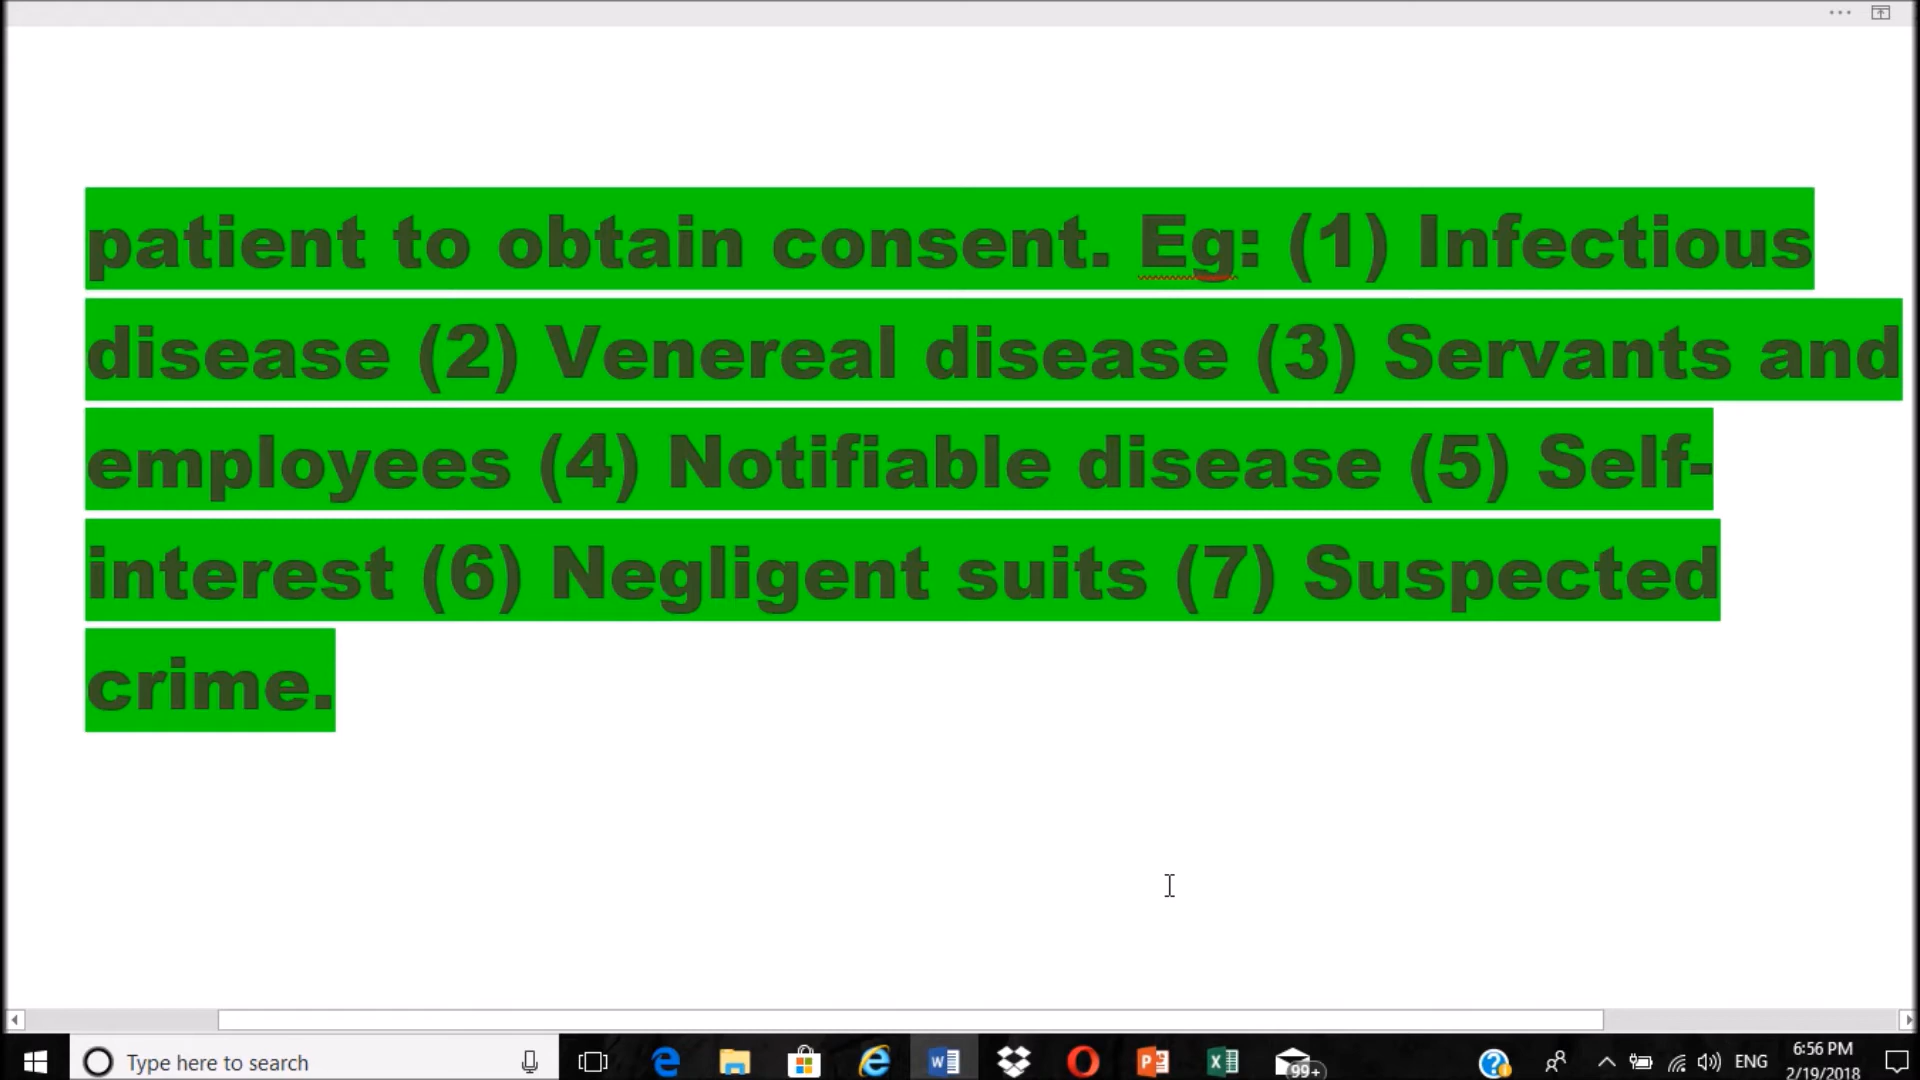 patient to obtain consent. Eg: (1) Infectious
disease (2) Venereal disease (3) Servants and
employees (4) Notifiable disease (5) Self-
interest (6) Negligent suits (7) Suspected
crime.
Type here to search
99+
ENG
6:56 PM
2/19/2018